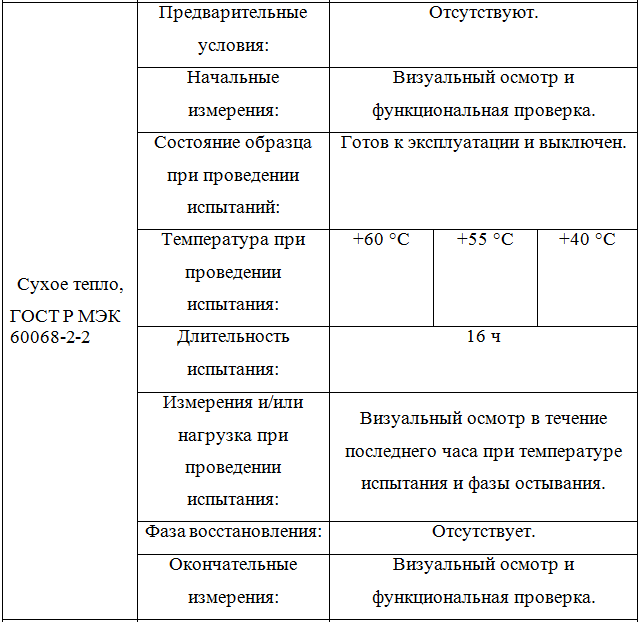 Сухое тепло,
ГОСТ Р МЭК
60068-2-2
Предварительные
условия:
Отсутствуют.
Начальные
измерения:
Визуальный осмотр и
функциональная проверка.
Состояние образца
при проведении
испытаний:
Готов к эксплуатации и выключен.
Температура при
проведении
испытания:
+60 °C
+55 °C
+40 °C
Длительность
испытания:
16 ч
Измерения и/или
нагрузка при
проведении
испытания:
Визуальный осмотр в течение
последнего часа при температуре
испытания и фазы остывания.
Фаза восстановления:
Отсутствует.
Окончательные
измерения:
Визуальный осмотр и
функциональная проверка.